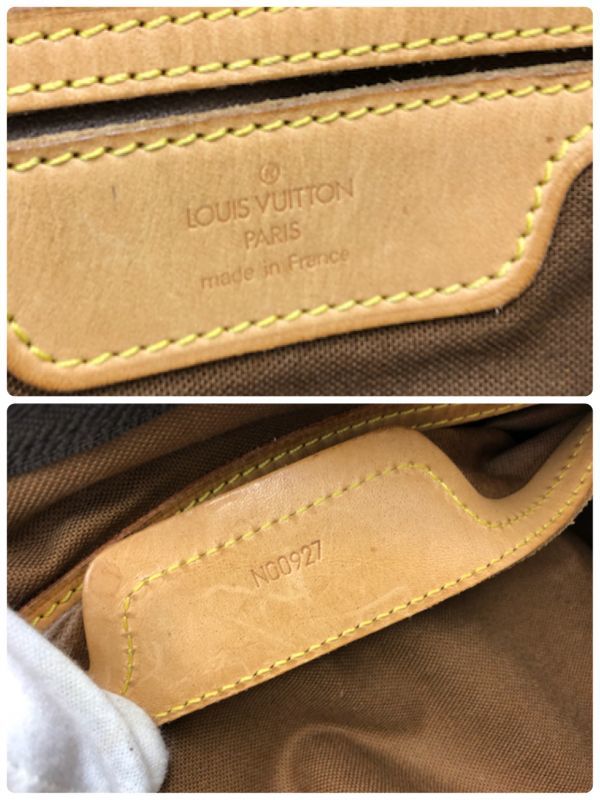 ®
LOUIS VUITTON
PARIS
made in France
NO0927